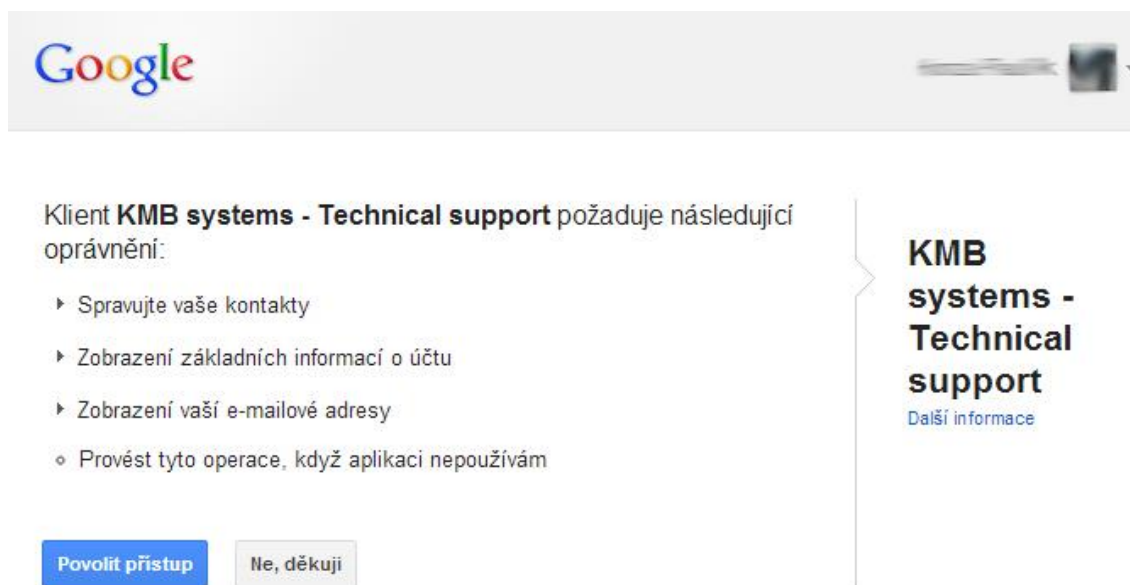 Google
Klient KMB systems - Technical support požaduje následující
oprávnění:
Spravujte vaše kontakty
Zobrazení základních informací o účtu
Zobrazení vaší e-mailové adresy
Provést tyto operace, když aplikaci nepoužívám
Povolit přístup
Ne, děkuji
KMB
systems -
Technical
support
Další informace